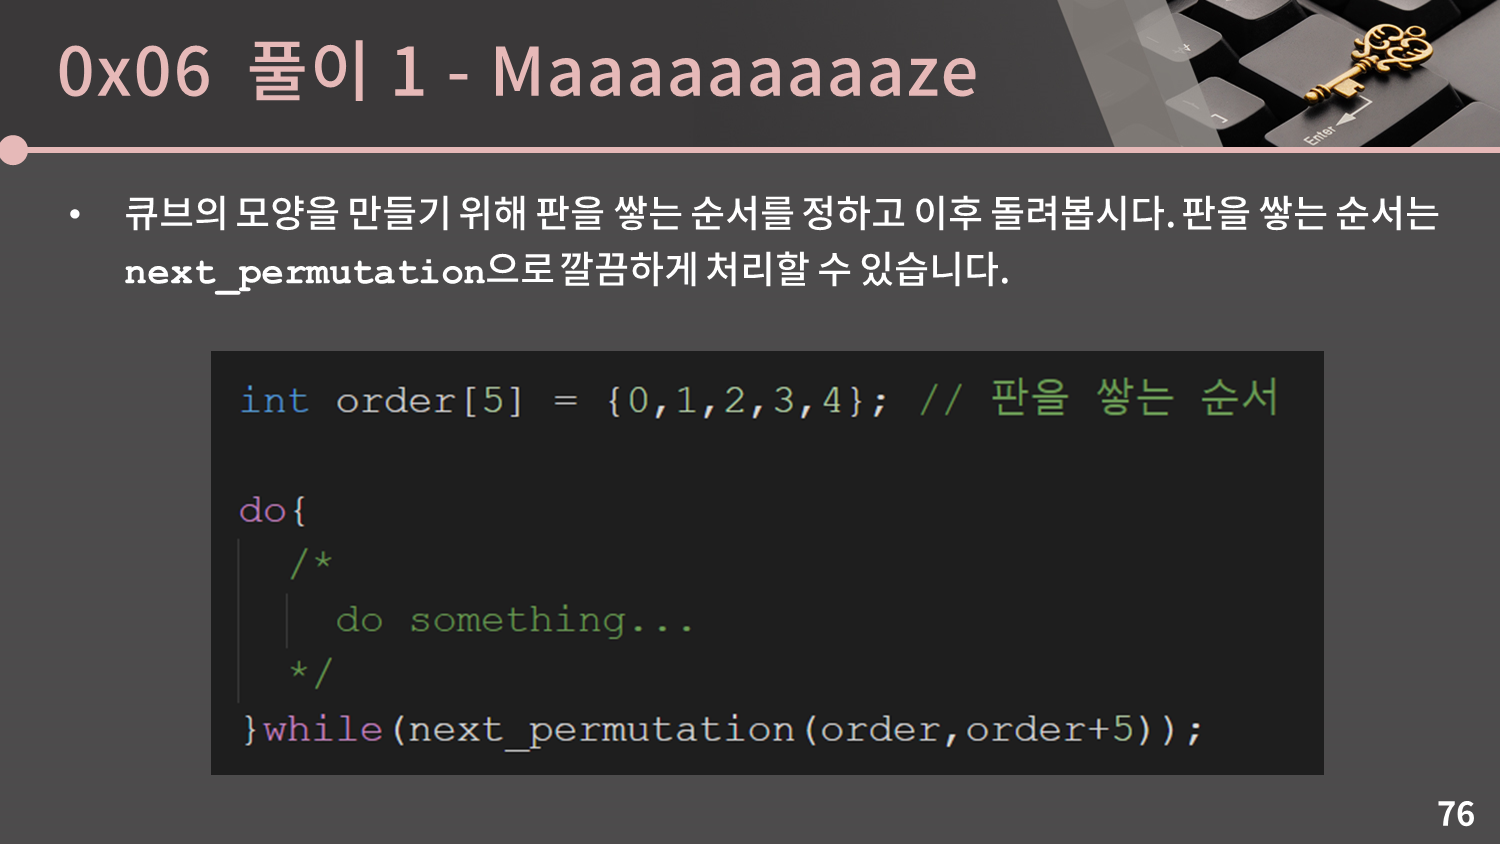 0x06 풀이 1 - Maaaaaaaaaze
• 큐브의 모양을 만들기 위해 판을 쌓는 순서를 정하고 이후 돌려봅시다. 판을 쌓는 순서는
next_permutation으로 깔끔하게 처리할 수 있습니다.
int order[5] = {0,1,2,3,4}; // 판을 쌓는 순서
do{
/*
do something...
*/
}while(next_permutation(order,order+5));
Enter
76